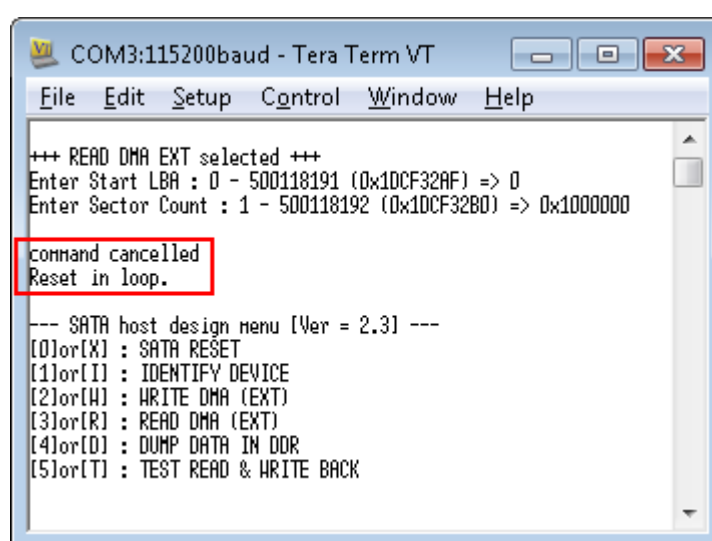 COM3:115200baud - Tera Term VT
File Edit Setup Control Window Help
+++ READ DMA EXT selected +++
Enter Start LBA : 0 - 500118191 (0x1DCF32AF) => 0
Enter Sector Count : 1 - 500118192 (0x1DCF32B0) => 0x1000000
command cancelled
Reset in loop.
--- SATA host design menu [Ver = 2.3] ---
[0]or[X] : SATA RESET
[1]or[I] : IDENTIFY DEVICE
[2]or[W] : WRITE DMA (EXT)
[3]or[R] : READ DMA (EXT)
[4]or[D] : DUMP DATA IN DDR
[5]or[T] : TEST READ & WRITE BACK